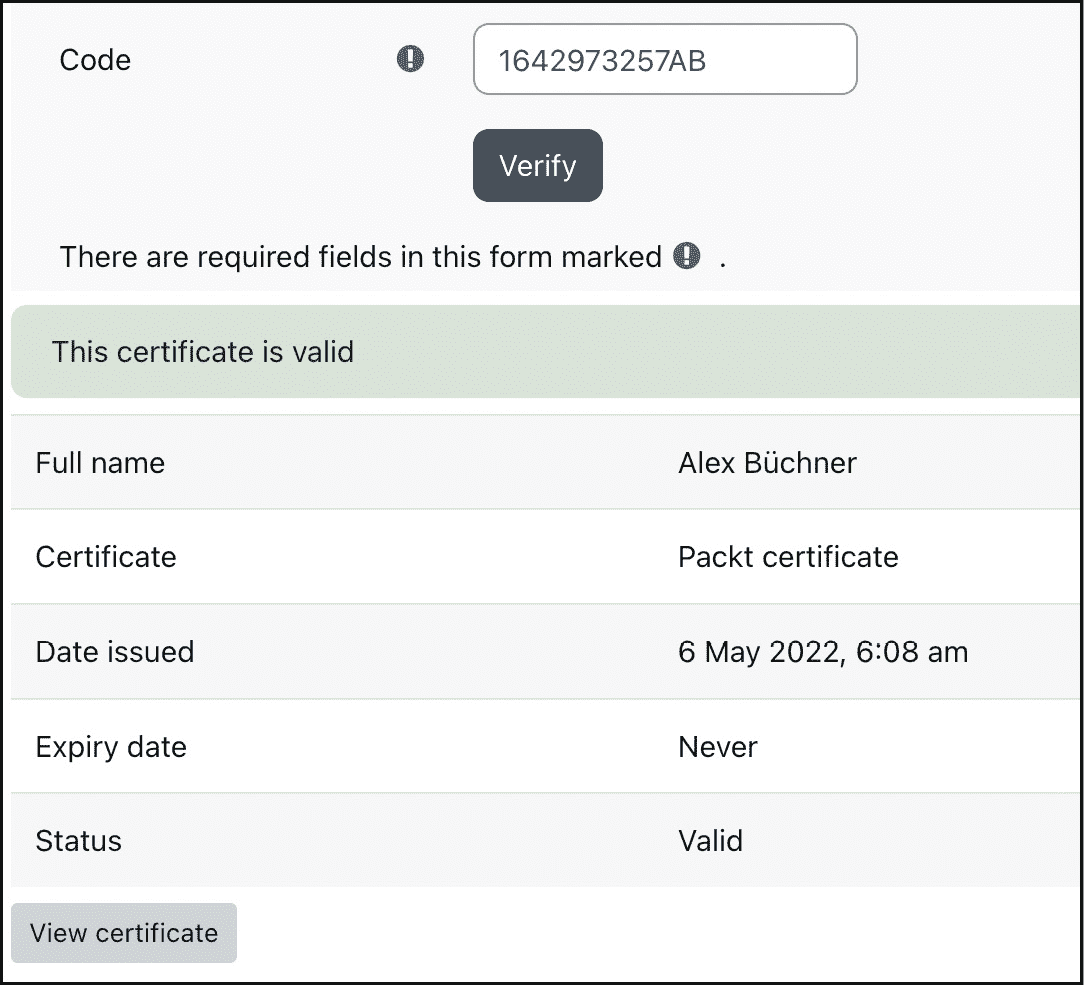 Code 1642973257AB
Verify
There are required fields in this form marked .
This certificate is valid
Full name Alex Büchner
Certificate Packt certificate
Date issued 6 May 2022, 6:08 am
Expiry date Never
Status Valid
View certificate